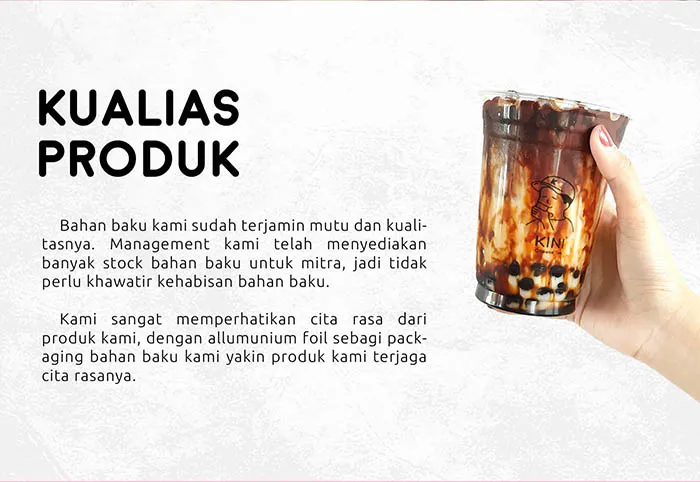 KUALIAS
PRODUK
Bahan baku kami sudah terjamin mutu dan kuali-
tasnya. Management kami telah menyediakan
banyak stock bahan baku untuk mitra, jadi tidak
perlu khawatir kehabisan bahan baku.
Kami sangat memperhatikan cita rasa dari
produk kami, dengan allumunium foil sebagi pack-
aging bahan baku kami yakin produk kami terjaga
cita rasanya.
KINI